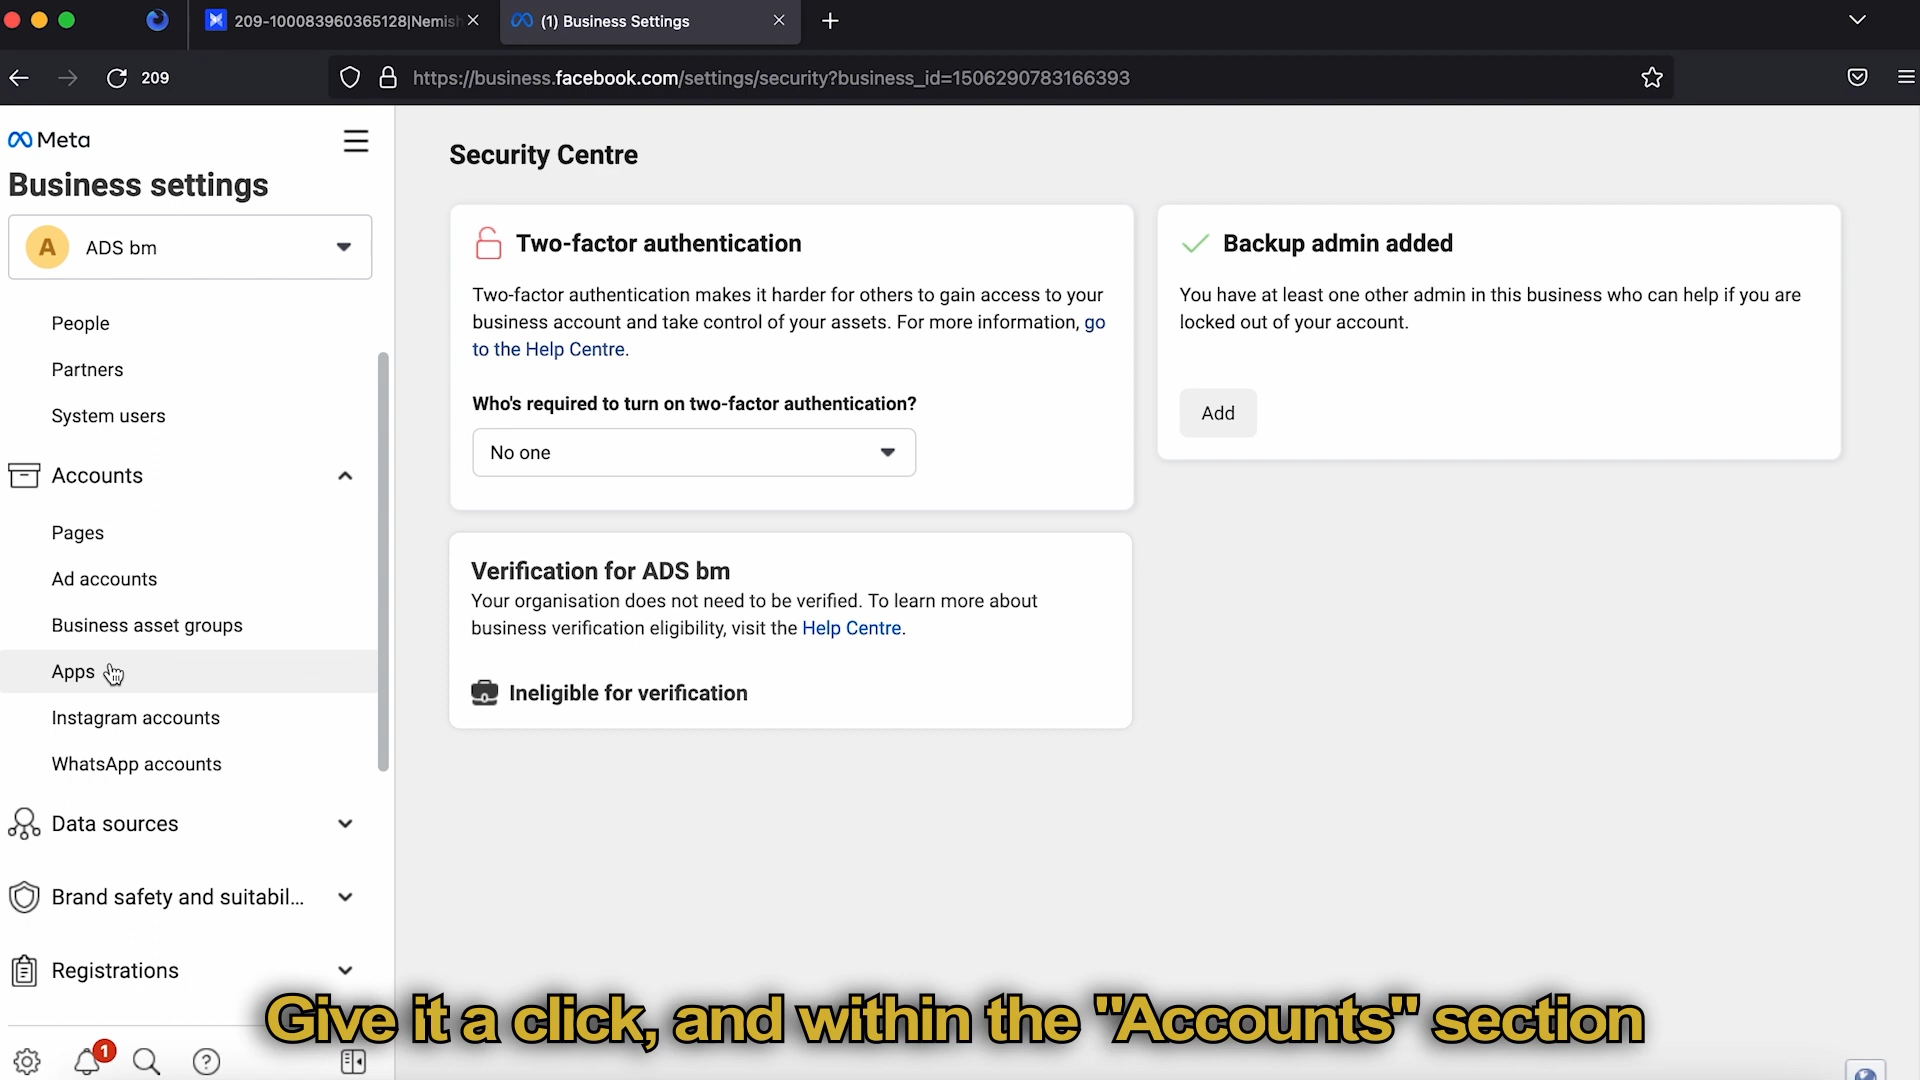 209-100083960365128|Nemish
(1) Business Settings
209
https://business.facebook.com/settings/security?business_id=1506290783166393
Meta
Business settings
A
ADS bm
People
Partners
System users
Accounts
Pages
Ad accounts
Business asset groups
Apps
Instagram accounts
WhatsApp accounts
Data sources
Brand safety and suitabil...
Registrations
1
Security Centre
Two-factor authentication
Two-factor authentication makes it harder for others to gain access to your
business account and take control of your assets. For more information, go
to the Help Centre.
Who's required to turn on two-factor authentication?
No one
Backup admin added
You have at least one other admin in this business who can help if you are
locked out of your account.
Add
Verification for ADS bm
Your organisation does not need to be verified. To learn more about
business verification eligibility, visit the Help Centre.
Ineligible for verification
Give it a click, and within the "Accounts" section